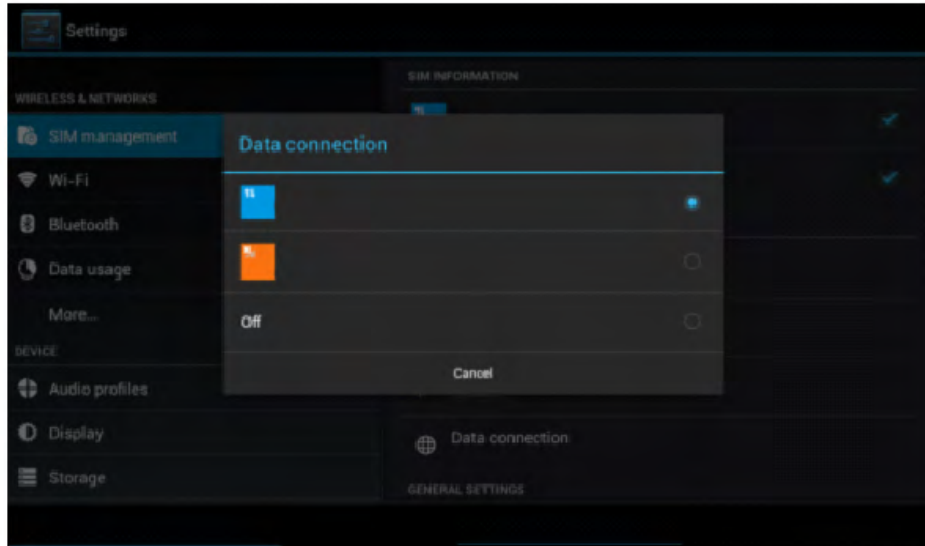 Settings
WIRELESS & NETWORKS
SIM management
Wi-Fi
Bluetooth
Data usage
More...
DEVICE
Audio profiles
Display
Storage
SIM INFORMATION
Data connection
Off
Cancel
Data connection
GENERAL SETTINGS